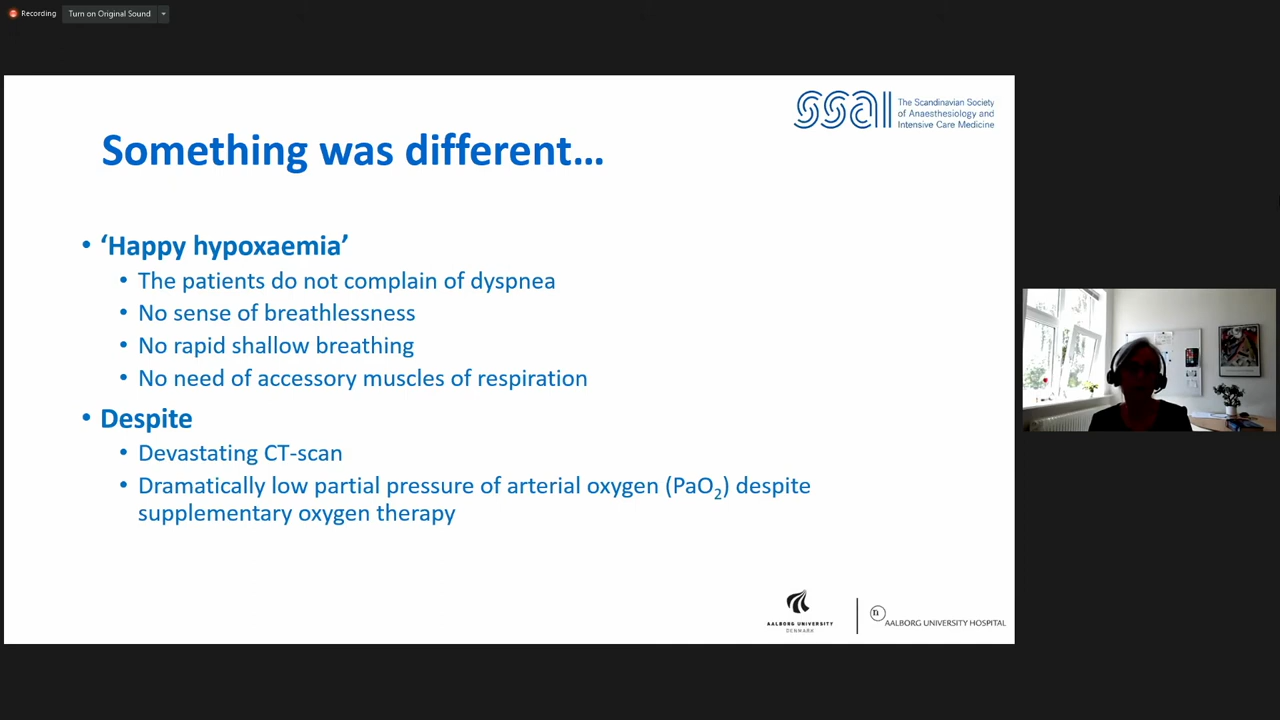 Recording
Turn on Original Sound
ssai
The Scandinavian Society
of Anaesthesiology and
Intensive Care Medicine
Something was different...
• ‘Happy hypoxaemia’
• The patients do not complain of dyspnea
• No sense of breathlessness
• No rapid shallow breathing
• No need of accessory muscles of respiration
• Despite
• Devastating CT-scan
• Dramatically low partial pressure of arterial oxygen (PaO₂) despite
supplementary oxygen therapy
AALBORG UNIVERSITY
DENMARK
n
AALBORG UNIVERSITY HOSPITAL